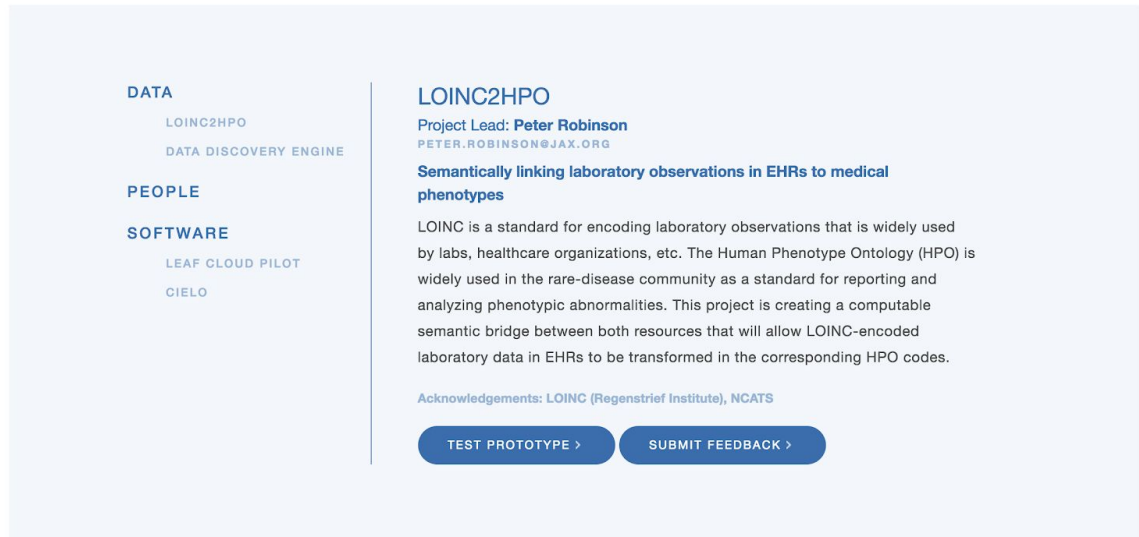 DATA
LOINC2HPO
DATA DISCOVERY ENGINE
PEOPLE
SOFTWARE
LEAF CLOUD PILOT
CIELO
LOINC2HPO
Project Lead: Peter Robinson
PETER.ROBINSON@JAX.ORG
Semantically linking laboratory observations in EHRs to medical
phenotypes
LOINC is a standard for encoding laboratory observations that is widely used
by labs, healthcare organizations, etc. The Human Phenotype Ontology (HPO) is
widely used in the rare-disease community as a standard for reporting and
analyzing phenotypic abnormalities. This project is creating a computable
semantic bridge between both resources that will allow LOINC-encoded
laboratory data in EHRs to be transformed in the corresponding HPO codes.
Acknowledgements: LOINC (Regenstrief Institute), NCATS
TEST PROTOTYPE > SUBMIT FEEDBACK >